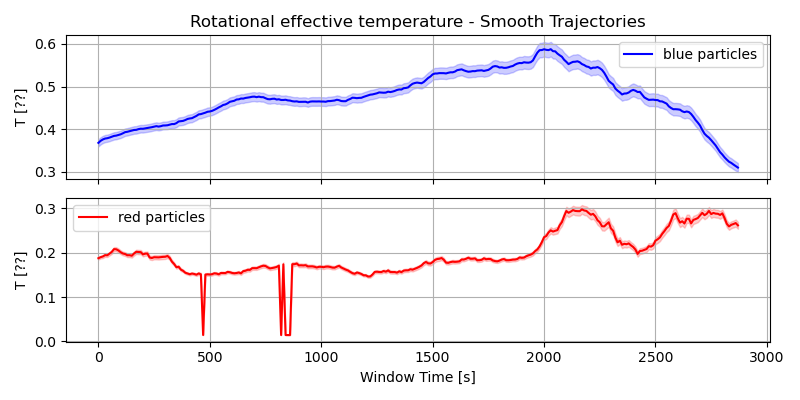 Rotational effective temperature - Smooth Trajectories
0.6
0.5
0.4
0.3
T [??]
blue particles
0.3
0.2
0.1
0.0
T [??]
red particles
0 500 1000 1500 2000 2500 3000
Window Time [s]